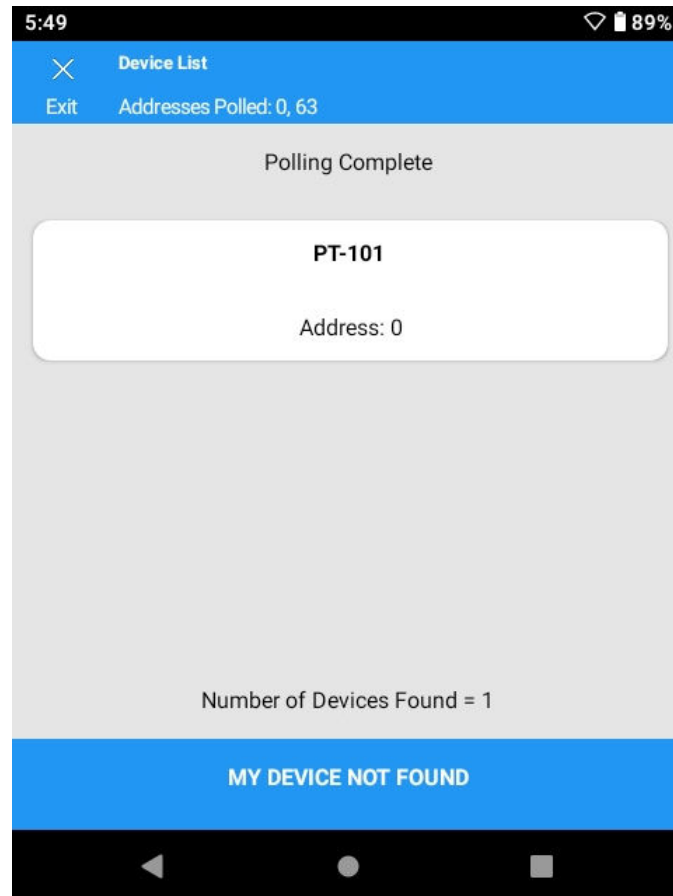 5:49 89%
Device List
Exit Addresses Polled: 0, 63
Polling Complete
PT-101
Address: 0
Number of Devices Found = 1
MY DEVICE NOT FOUND